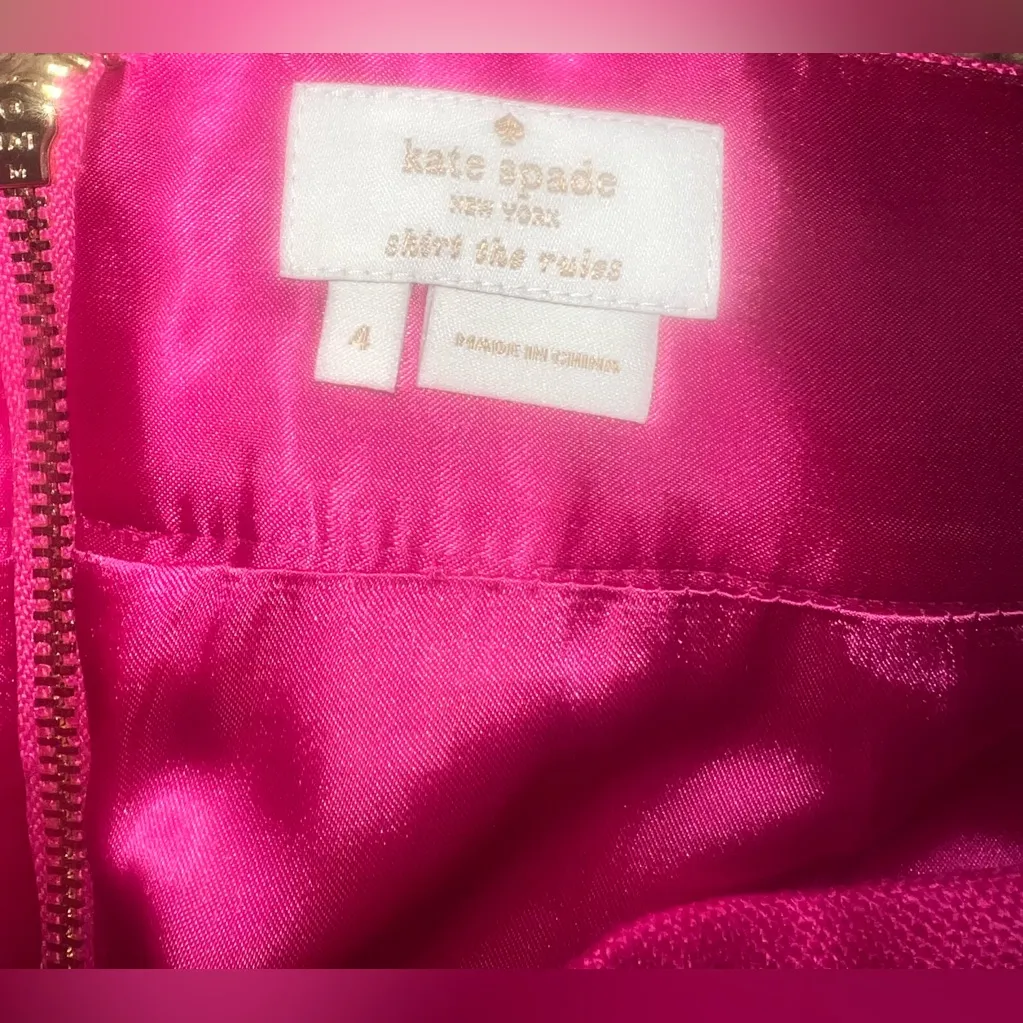 kate spade
NEW YORK
skirt the rules
4
MADE IN CHINA